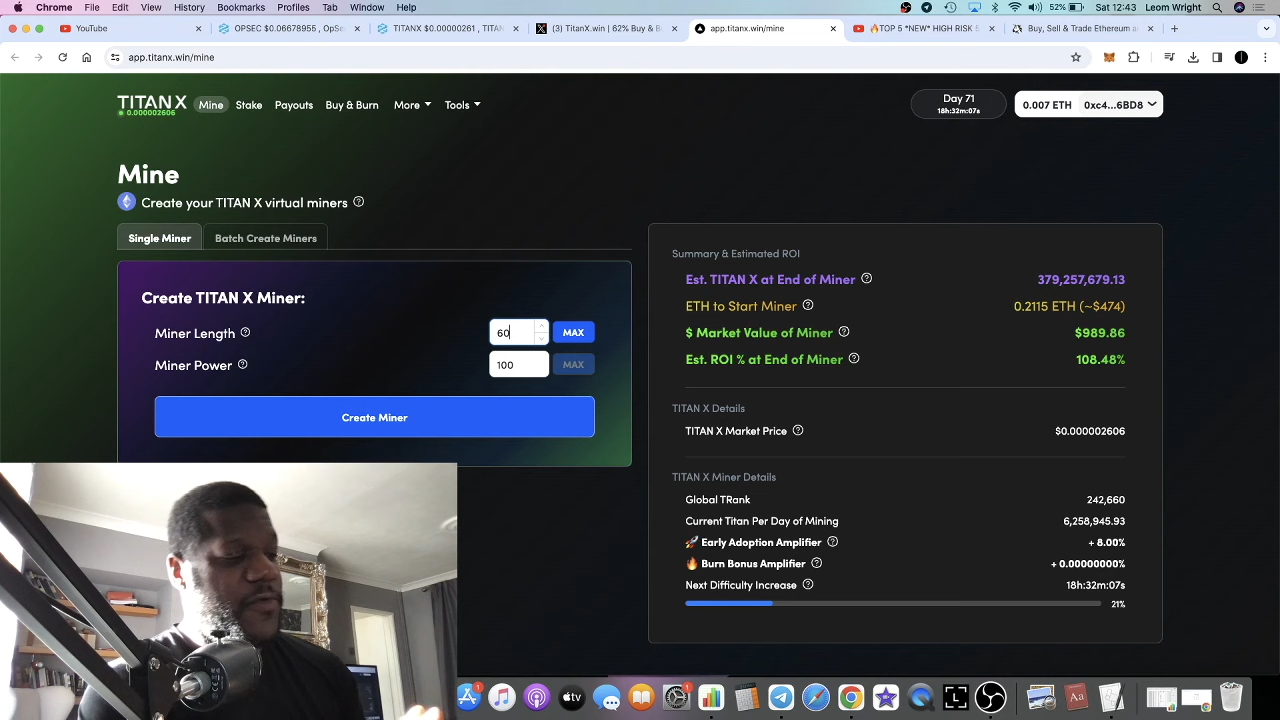 Chrome File Edit View History Bookmarks Profiles Tab Window Help 52% Sat 12:43 Leom Wright
YouTube
OPSEC $0.06678955 , OpSe
TITANX $0.00000261 , TITAN
(3) TitanX.win | 62% Buy & B
app.titanx.win/mine
🔥TOP 5 *NEW* HIGH RISK &
Buy, Sell & Trade Ethereum a
app.titanx.win/mine
TITAN X
0.000002606
Mine Stake Payouts Buy & Burn More Tools
Day 71
18h:32m:07s
0.007 ETH 0xc4...6BD8
Mine
Create your TITAN X virtual miners
Single Miner Batch Create Miners
Create TITAN X Miner:
Miner Length 60 MAX
Miner Power 100 MAX
Create Miner
Summary & Estimated ROI
Est. TITAN X at End of Miner 379,257,679.13
ETH to Start Miner 0.2115 ETH (~$474)
$ Market Value of Miner $989.86
Est. ROI % at End of Miner 108.48%
TITAN X Details
TITAN X Market Price $0.000002606
TITAN X Miner Details
Global TRank 242,660
Current Titan Per Day of Mining 6,258,945.93
🚀 Early Adoption Amplifier + 8.00%
🔥 Burn Bonus Amplifier + 0.00000000%
Next Difficulty Increase 18h:32m:07s
21%
tv